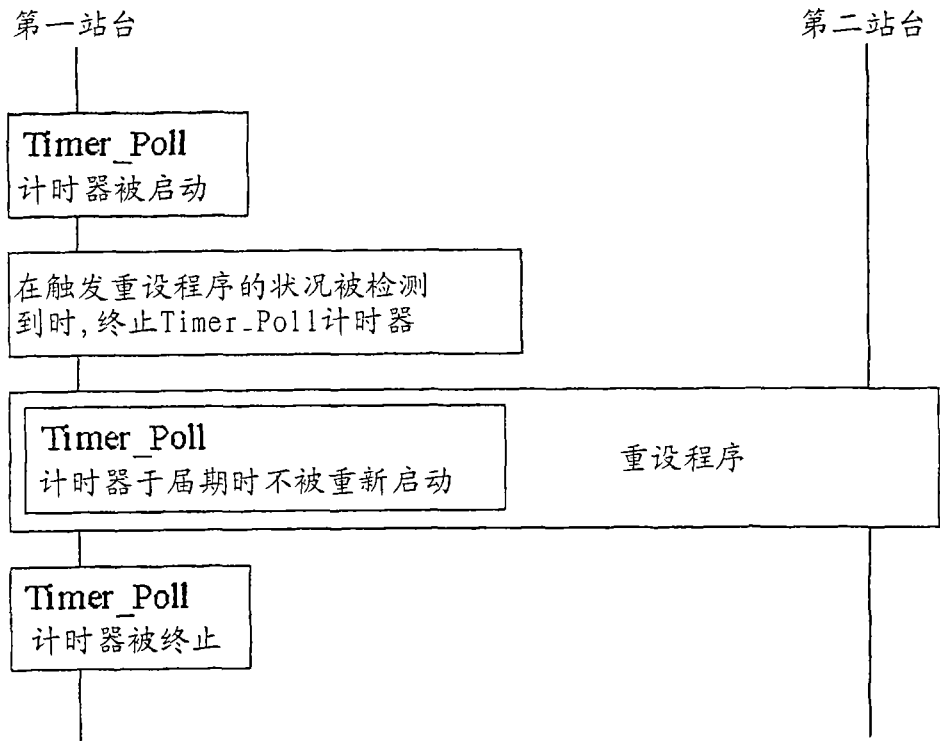 第一站台
第二站台
Timer_Poll
计时器被启动
在触发重设程序的状况被检测
到时,终止Timer_Poll计时器
Timer_Poll
计时器于届期时不被重新启动
重设程序
Timer_Poll
计时器被终止